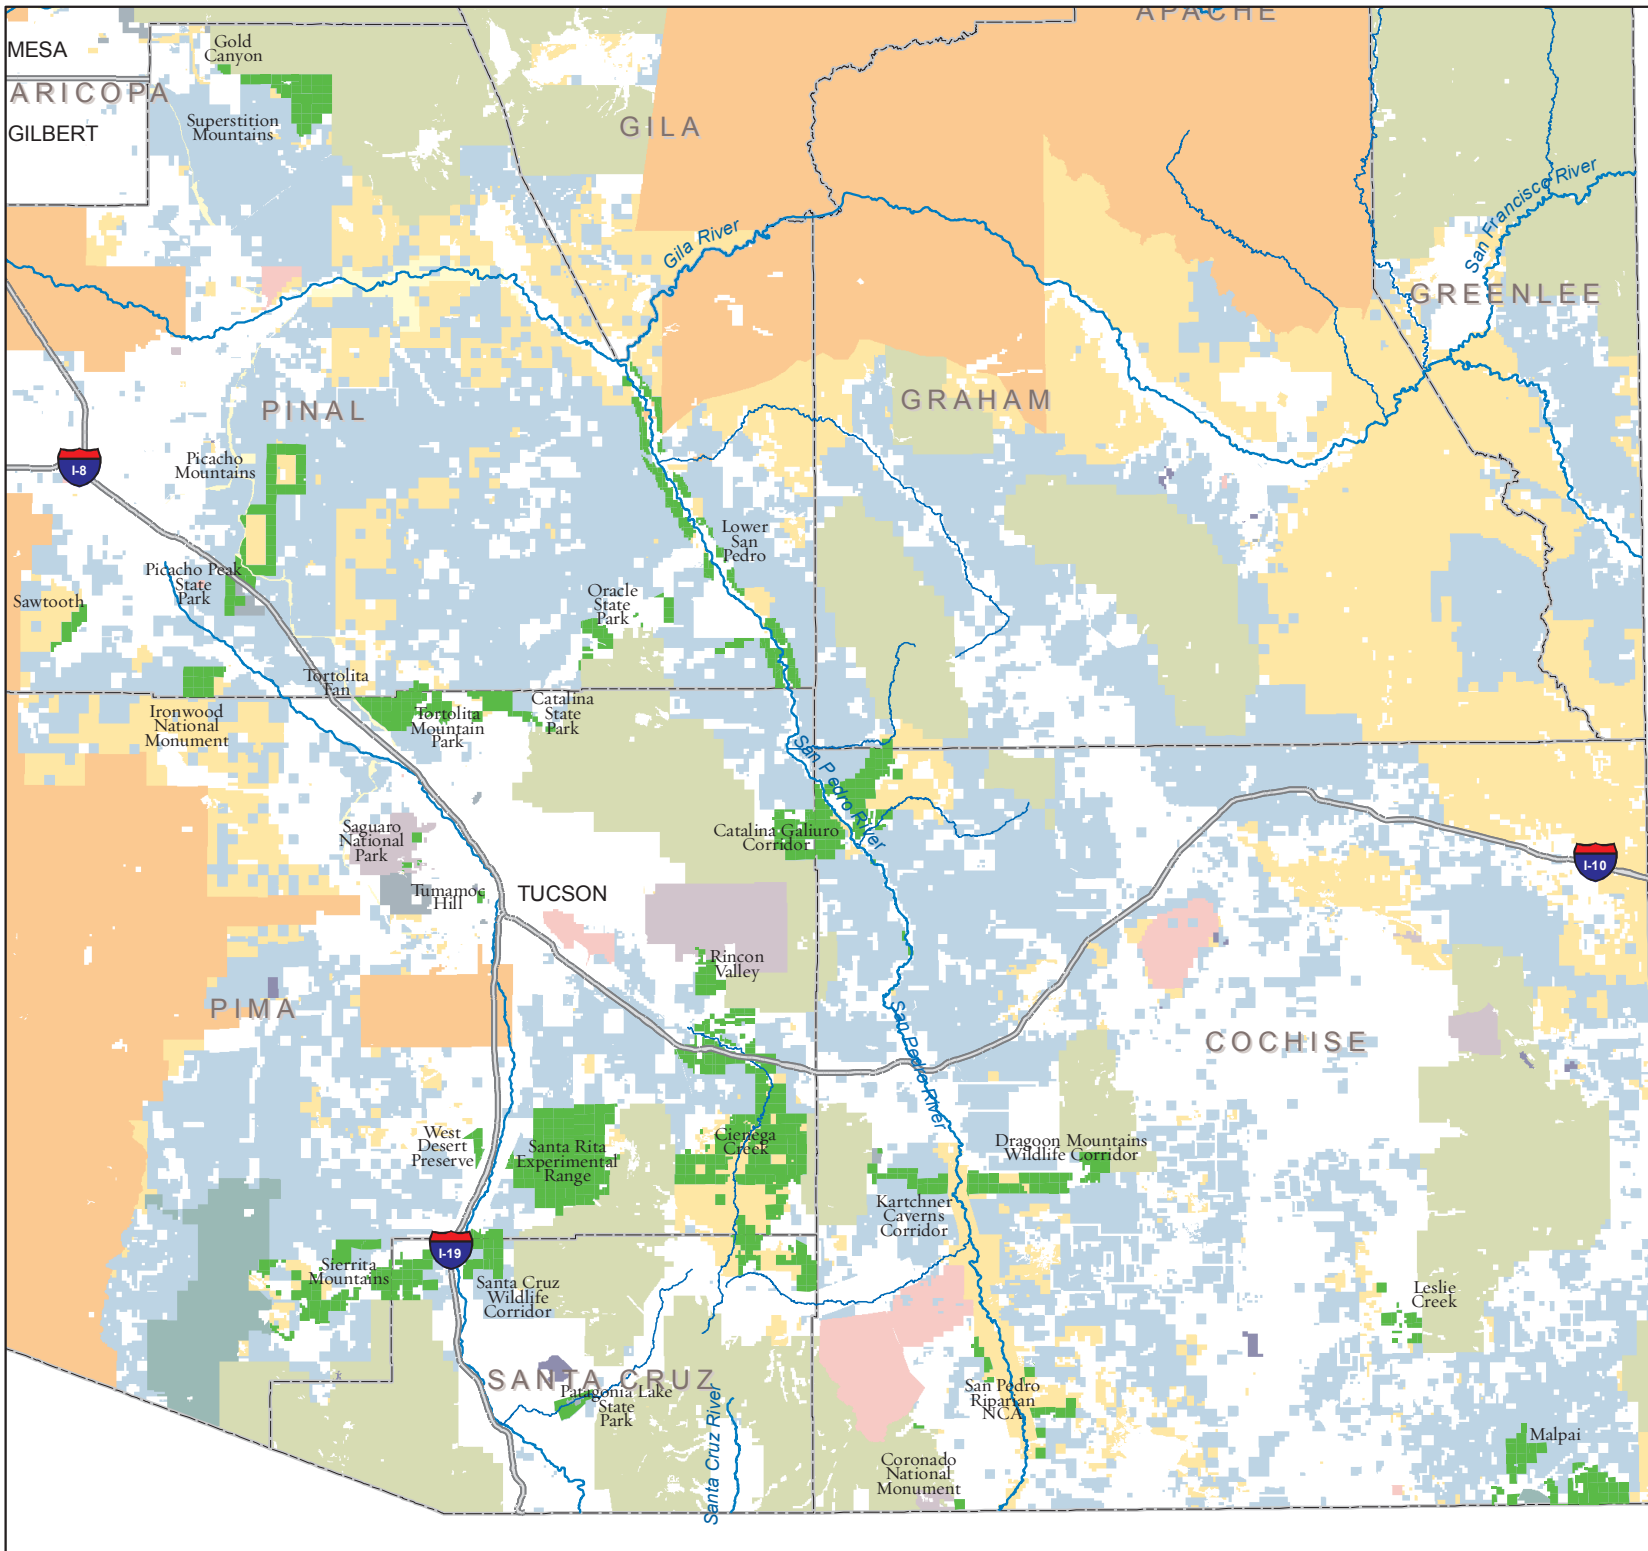 APACHE
MESA
Gold
Canyon
ARICOPA
GILBERT
Superstition
Mountains
GILA
San Francisco River
Gila River
GREENLEE
PINAL
GRAHAM
I-8
Picacho
Mountains
Lower
San
Pedro
Picacho Peak
State
Park
Sawtooth
Oracle
State
Park
Tortolita
Fan
Ironwood
National
Monument
Tortolita
Mountain
Park
Catalina
State
Park
San Pedro River
Saguaro
National
Park
Catalina Galiuro
Corridor
I-10
Tumamoc
Hill
TUCSON
Rincon
Valley
PIMA
San Pedro River
COCHISE
West
Desert
Preserve
Santa Rita
Experimental
Range
Cienega
Creek
Dragoon Mountains
Wildlife Corridor
Kartchner
Caverns
Corridor
I-19
Sierrita
Mountains
Santa Cruz
Wildlife
Corridor
Leslie
Creek
SANTA CRUZ
Patagonia Lake
State
Park
Santa Cruz River
San Pedro
Riparian
NCA
Malpai
Coronado
National
Monument